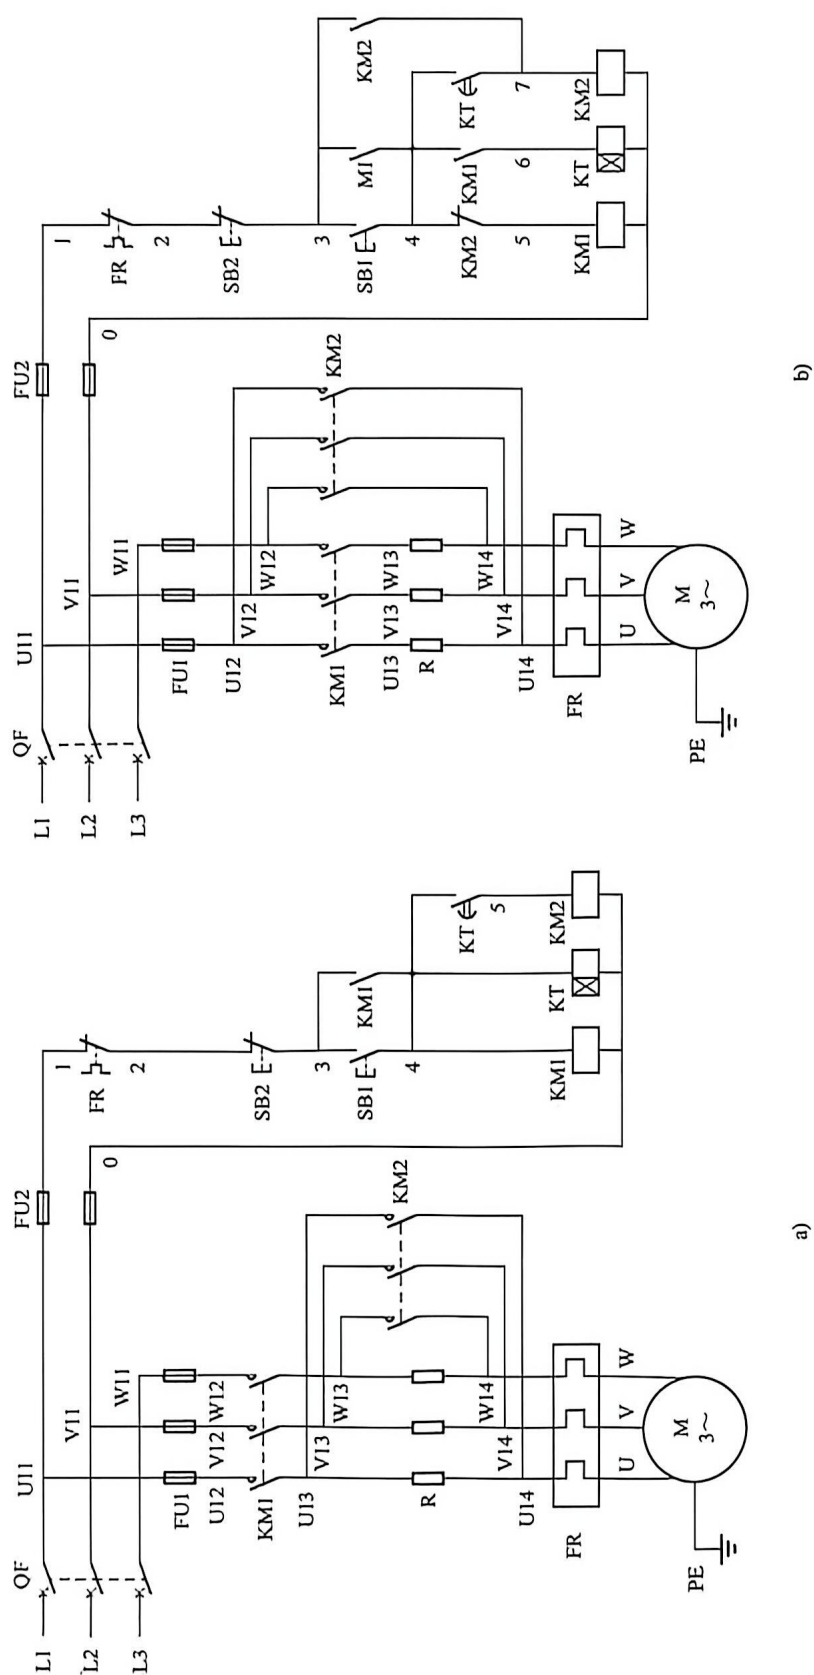 QF
U11
FU2
L1
L2
L3
V11
W11
1
FR
2
0
FU1
U12
V12
W12
KM1
SB2
U13
V13
W13
3
KM2
SB1
KM1
4
R
U14
V14
W14
KT
5
FR
KM1
KT
KM2
U
V
W
M
3~
PE
a)
QF
U11
FU2
L1
L2
L3
V11
W11
1
FR
2
0
FU1
U12
V12
W12
SB2
KM1
KM2
3
SB1
M1
KM2
U13
V13
W13
4
R
KM2
KM1
KT
U14
V14
W14
5
6
7
FR
KM1
KT
KM2
U
V
W
M
3~
PE
b)